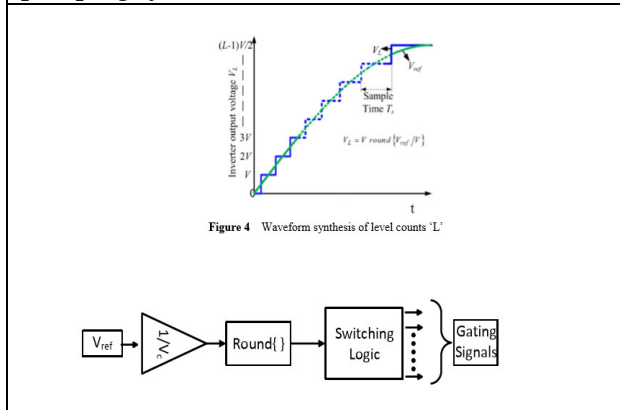 (L-1)V/2
V_L
V_ref
Sample
Time T_s
Inverter output voltage V_L
3V
2V
V
0
V_L = V round{V_ref/V}
t
Figure 4 Waveform synthesis of level counts ‘L’
V_ref
1/V_c
Round{ }
Switching
Logic
Gating
Signals